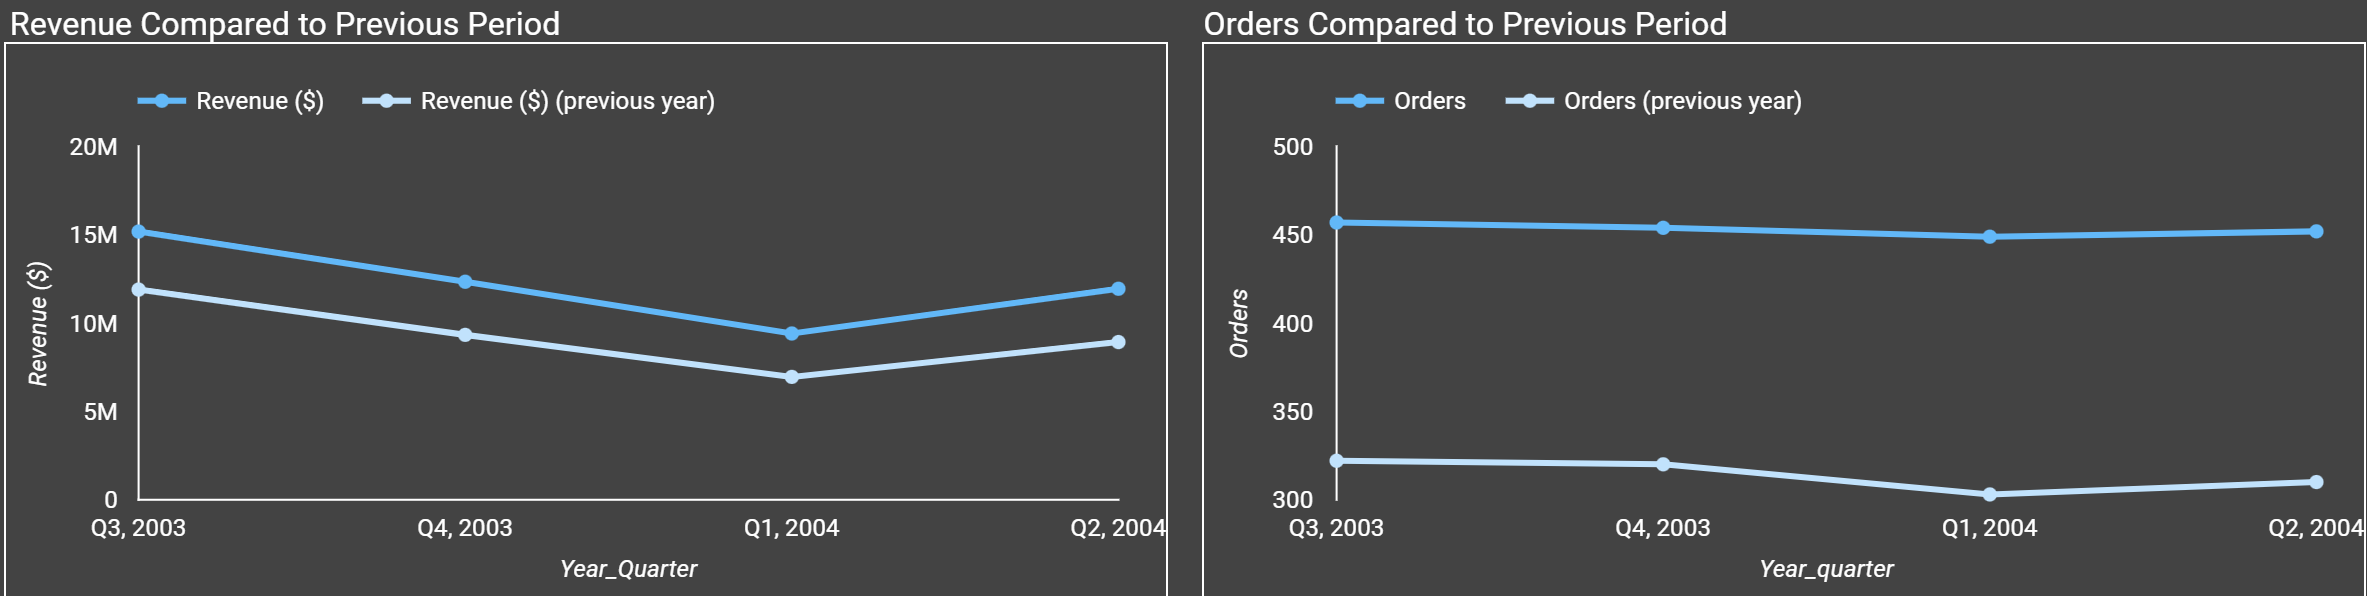 Revenue Compared to Previous Period
Revenue ($) Revenue ($) (previous year)
20M
15M
10M
5M
0
Revenue ($)
Q3, 2003 Q4, 2003 Q1, 2004 Q2, 2004
Year_Quarter
Orders Compared to Previous Period
Orders Orders (previous year)
500
450
400
350
300
Orders
Q3, 2003 Q4, 2003 Q1, 2004 Q2, 2004
Year_quarter